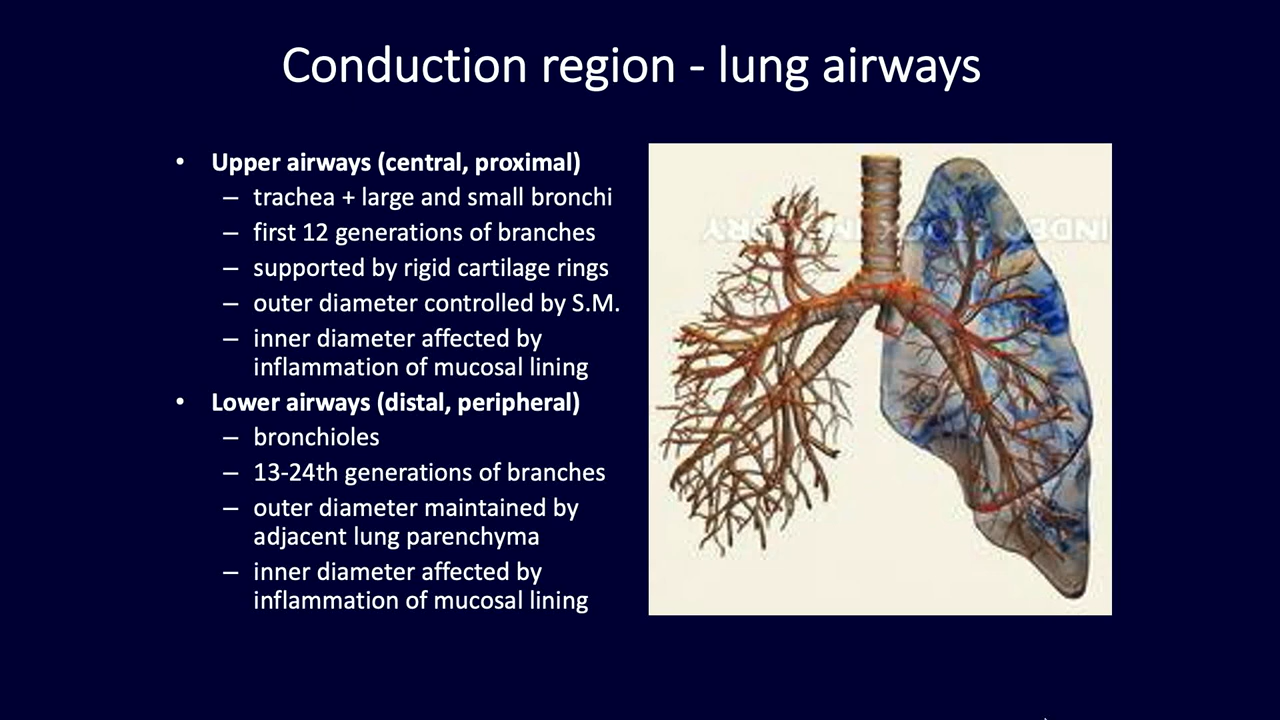 Conduction region - lung airways
• Upper airways (central, proximal)
– trachea + large and small bronchi
– first 12 generations of branches
– supported by rigid cartilage rings
– outer diameter controlled by S.M.
– inner diameter affected by
inflammation of mucosal lining
• Lower airways (distal, peripheral)
– bronchioles
– 13-24th generations of branches
– outer diameter maintained by
adjacent lung parenchyma
– inner diameter affected by
inflammation of mucosal lining